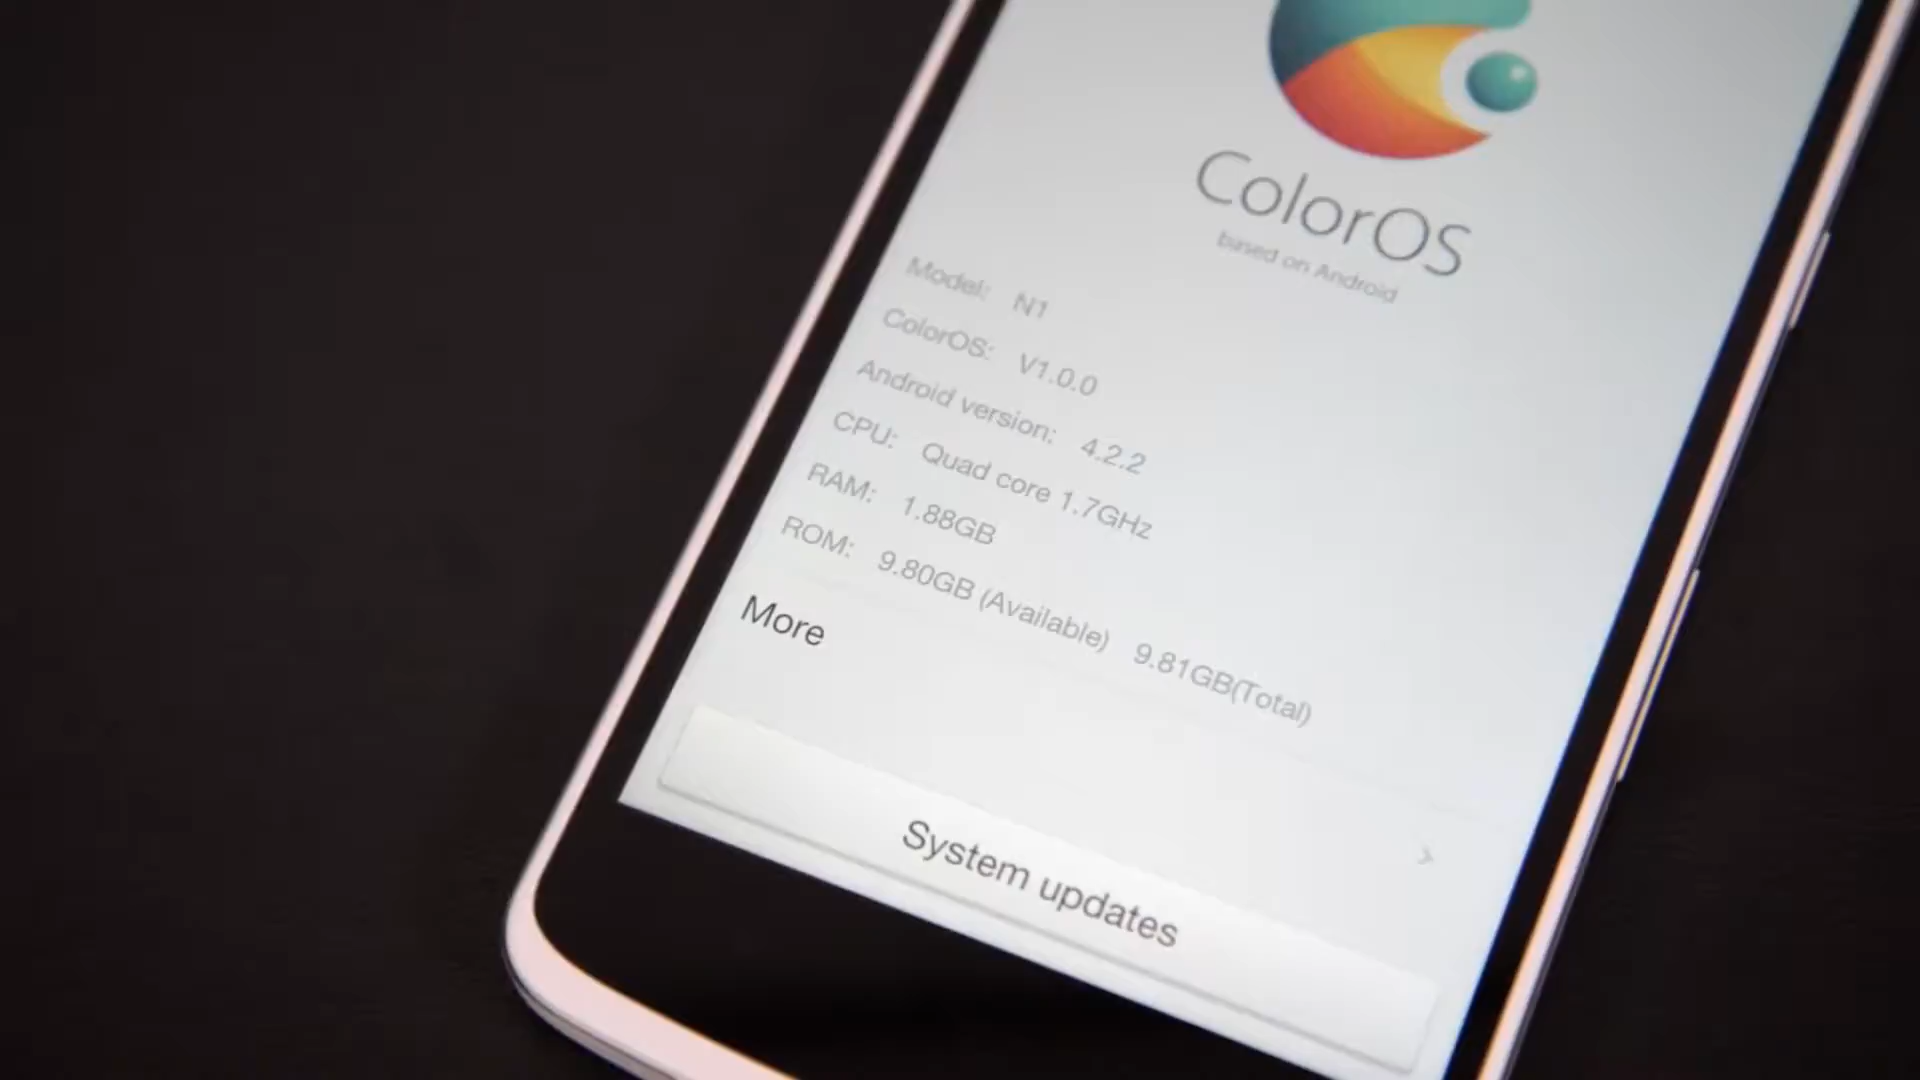 ColorOS
based on Android
Model: N1
ColorOS: V1.0.0
Android version: 4.2.2
CPU: Quad core 1.7GHz
RAM: 1.88GB
ROM: 9.80GB (Available) 9.81GB(Total)
More
System updates